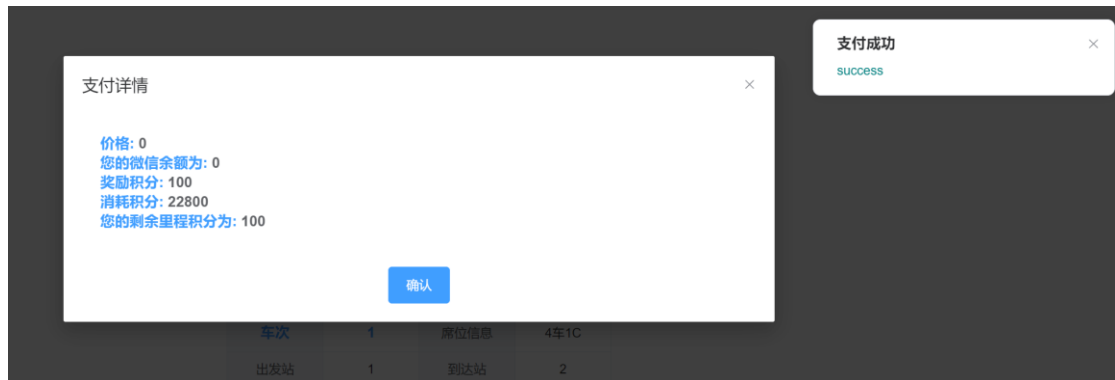 支付成功
success
支付详情
价格: 0
您的微信余额为: 0
奖励积分: 100
消耗积分: 22800
您的剩余里程积分为: 100
确认
车次 1 席位信息 4车1C
出发站 1 到达站 2